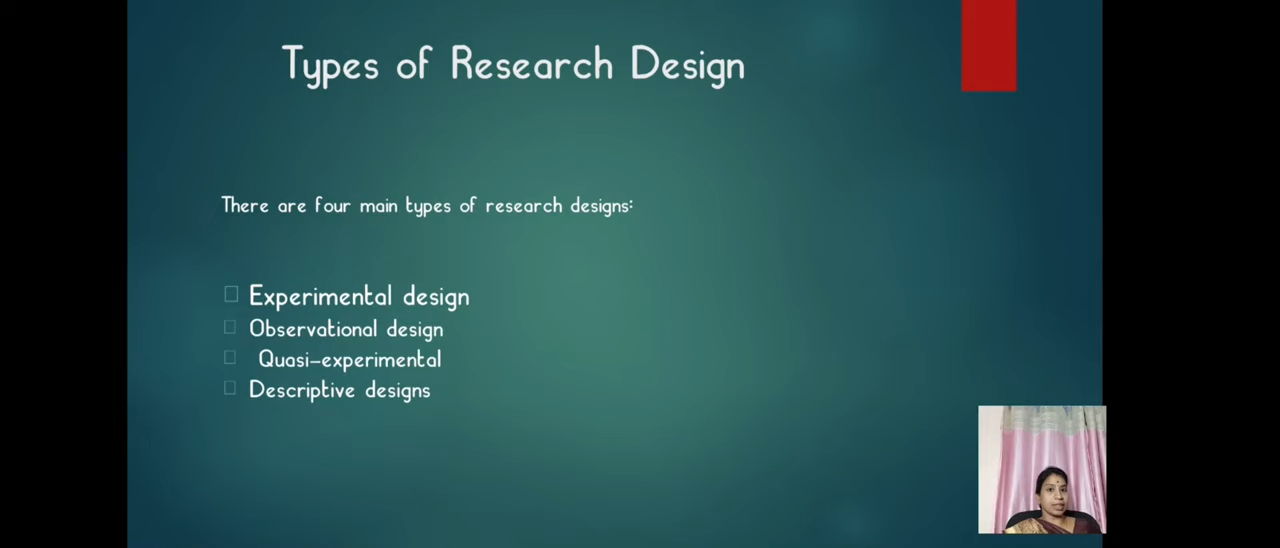 Types of Research Design
There are four main types of research designs:
Experimental design
Observational design
Quasi-experimental
Descriptive designs